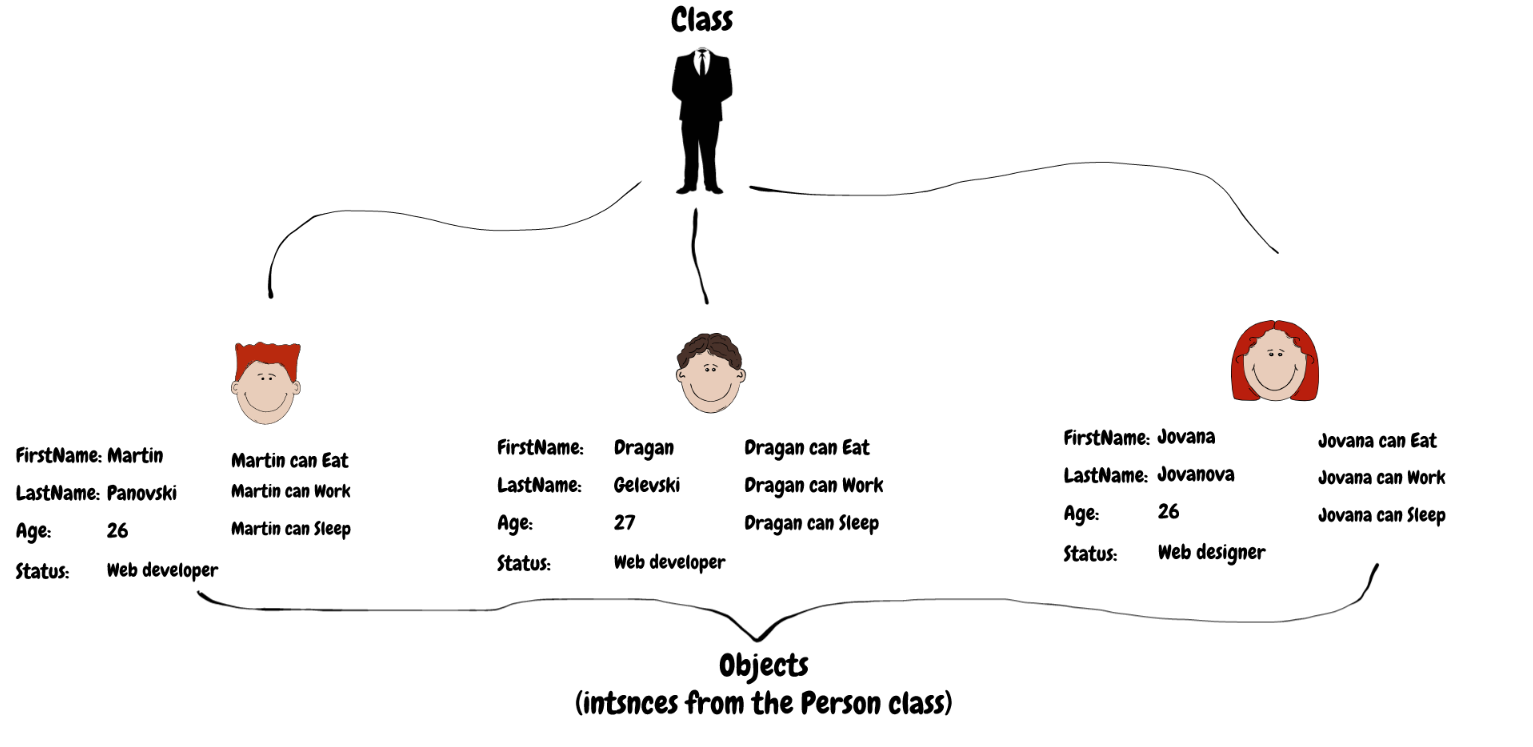 Class
FirstName: Martin
LastName: Panovski
Age: 26
Status: Web developer
Martin can Eat
Martin can Work
Martin can Sleep
FirstName: Dragan
LastName: Gelevski
Age: 27
Status: Web developer
Dragan can Eat
Dragan can Work
Dragan can Sleep
FirstName: Jovana
LastName: Jovanova
Age: 26
Status: Web designer
Jovana can Eat
Jovana can Work
Jovana can Sleep
Objects
(intsnces from the Person class)